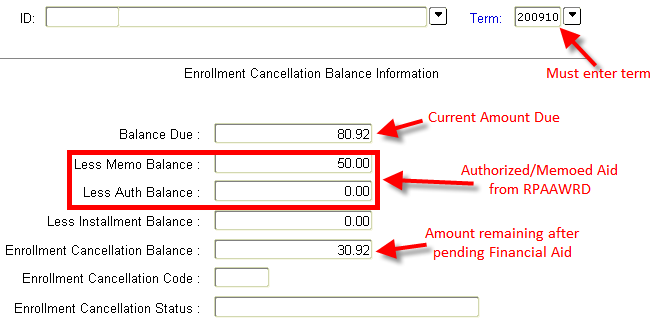 ID: Term: 200910
Must enter term
Enrollment Cancellation Balance Information
Current Amount Due
Balance Due : 80.92
Less Memo Balance : 50.00
Authorized/Memoed Aid
from RPAAWRD
Less Auth Balance : 0.00
Less Installment Balance : 0.00
Amount remaining after
pending Financial Aid
Enrollment Cancellation Balance : 30.92
Enrollment Cancellation Code :
Enrollment Cancellation Status :